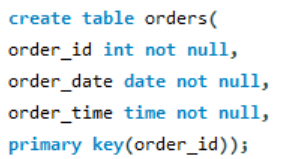 create table orders(
order_id int not null,
order_date date not null,
order_time time not null,
primary key(order_id));